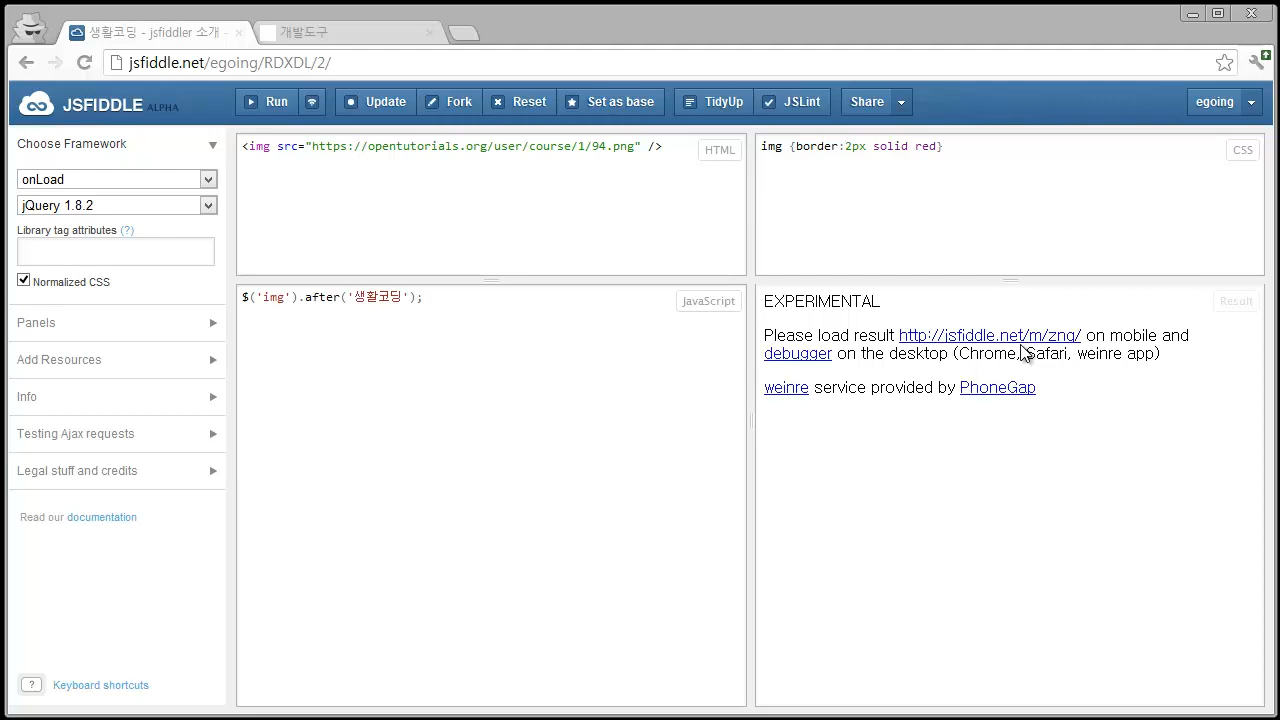 생활코딩 - jsfiddler 소개 -
개발도구
jsfiddle.net/egoing/RDXDL/2/
JSFIDDLE ALPHA
Run
Update
Fork
Reset
Set as base
TidyUp
JSLint
Share
egoing
Choose Framework
onLoad
jQuery 1.8.2
Library tag attributes (?)
Normalized CSS
Panels
Add Resources
Info
Testing Ajax requests
Legal stuff and credits
Read our documentation
? Keyboard shortcuts
<img src="https://opentutorials.org/user/course/1/94.png" />
HTML
img {border:2px solid red}
CSS
$('img').after('생활코딩');
JavaScript
EXPERIMENTAL
Result
Please load result http://jsfiddle.net/m/znq/ on mobile and
debugger on the desktop (Chrome, Safari, weinre app)
weinre service provided by PhoneGap